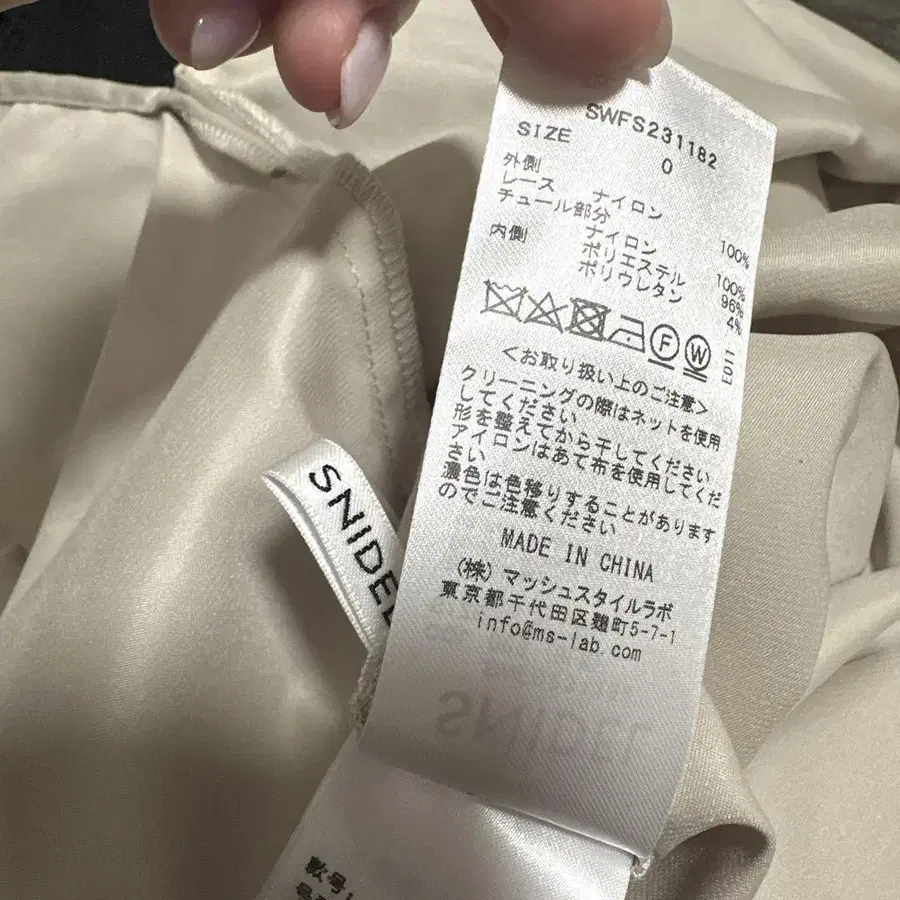 SWFS231182
SIZE 0
外側
レース ナイロン 100%
チュール部分
ナイロン 100%
内側 ポリエステル 96%
ポリウレタン 4%
F W ED11
<お取り扱い上のご注意>
クリーニングの際はネットを使用
してください
形を整えてから干してください
アイロンはあて布を使用してくだ
さい
濃色は色移りすることがあります
のでご注意ください
MADE IN CHINA
(株)マッシュスタイルラボ
東京都千代田区麹町5-7-1
info@ms-lab.com
SNIDEL
款号: